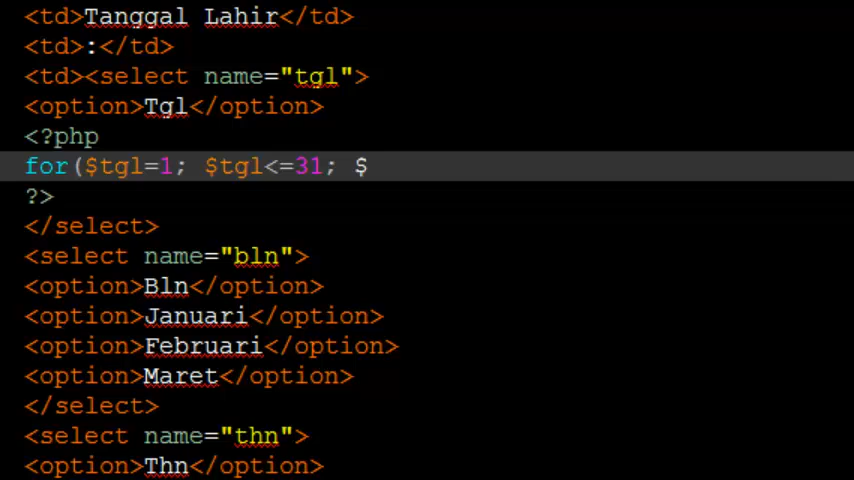 <td>Tanggal Lahir</td>
<td>:</td>
<td><select name="tgl">
<option>Tgl</option>
<?php
for($tgl=1; $tgl<=31; $
?>
</select>
<select name="bln">
<option>Bln</option>
<option>Januari</option>
<option>Februari</option>
<option>Maret</option>
</select>
<select name="thn">
<option>Thn</option>